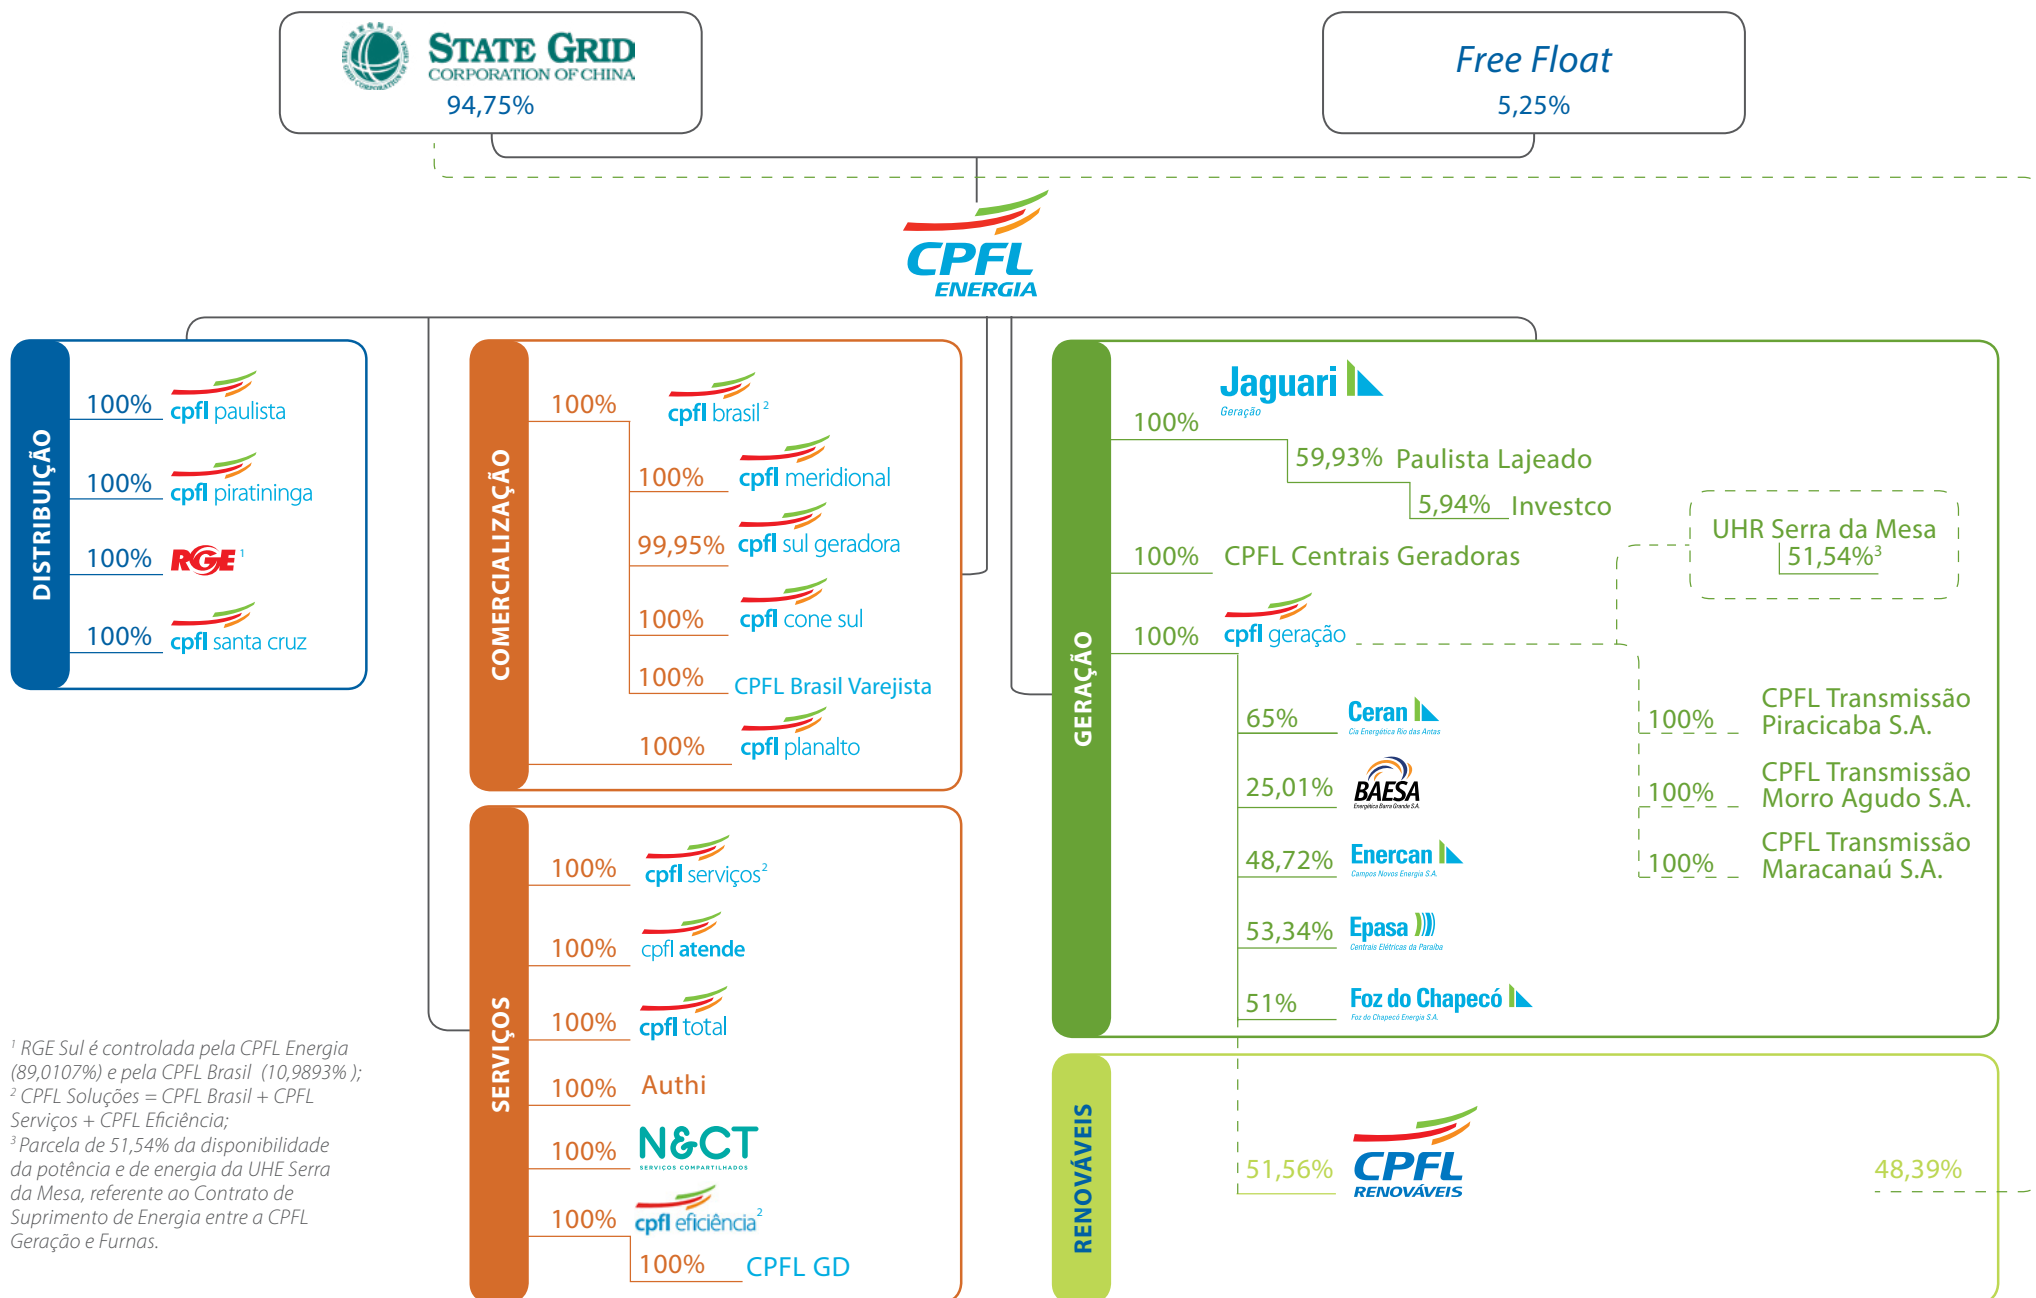 STATE GRID
CORPORATION OF CHINA
94,75%
Free Float
5,25%
CPFL
ENERGIA
DISTRIBUIÇÃO
100% cpfl paulista
100% cpfl piratininga
100% RGE 1
100% cpfl santa cruz
COMERCIALIZAÇÃO
100% cpfl brasil 2
100% cpfl meridional
99,95% cpfl sul geradora
100% cpfl cone sul
100% CPFL Brasil Varejista
100% cpfl planalto
SERVIÇOS
100% cpfl serviços 2
100% cpfl atende
100% cpfl total
100% Authi
100% N&CT
SERVIÇOS COMPARTILHADOS
100% cpfl eficiência 2
100% CPFL GD
GERAÇÃO
Jaguari
Geração
100%
59,93% Paulista Lajeado
5,94% Investco
100% CPFL Centrais Geradoras
100% cpfl geração
UHR Serra da Mesa
51,54%3
65% Ceran
Cia Energética Rio das Antas
25,01% BAESA
Energética Barra Grande S.A.
48,72% Enercan
Campos Novos Energia S.A.
53,34% Epasa
Centrais Elétricas da Paraíba
51% Foz do Chapecó
Foz do Chapecó Energia S.A.
100% CPFL Transmissão
Piracicaba S.A.
100% CPFL Transmissão
Morro Agudo S.A.
100% CPFL Transmissão
Maracanaú S.A.
RENOVÁVEIS
51,56% CPFL
RENOVÁVEIS
48,39%
1 RGE Sul é controlada pela CPFL Energia
(89,0107%) e pela CPFL Brasil (10,9893% );
2 CPFL Soluções = CPFL Brasil + CPFL
Serviços + CPFL Eficiência;
3 Parcela de 51,54% da disponibilidade
da potência e de energia da UHE Serra
da Mesa, referente ao Contrato de
Suprimento de Energia entre a CPFL
Geração e Furnas.